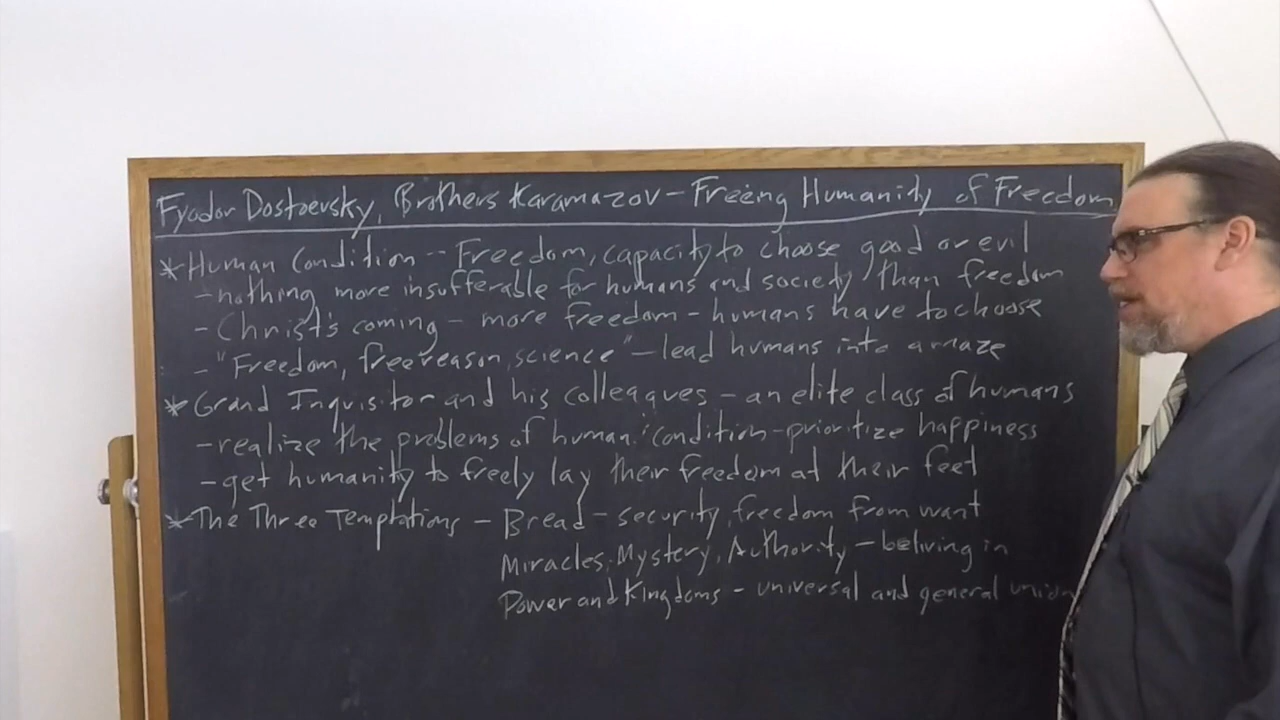 Fyodor Dostoevsky, Brothers Karamazov – Freeing Humanity of Freedom
* Human Condition -- Freedom, capacity to choose good or evil
- nothing more insufferable for humans and society than freedom
- Christ's coming – more freedom – humans have to choose
- "Freedom, free reason, science" – lead humans into a maze
* Grand Inquisitor and his colleagues – an elite class of humans
- realize the problems of human condition - prioritize happiness
- get humanity to freely lay their freedom at their feet
* The Three Temptations – Bread – security, freedom from want
Miracles, Mystery, Authority – beliving in
Power and Kingdoms – universal and general union